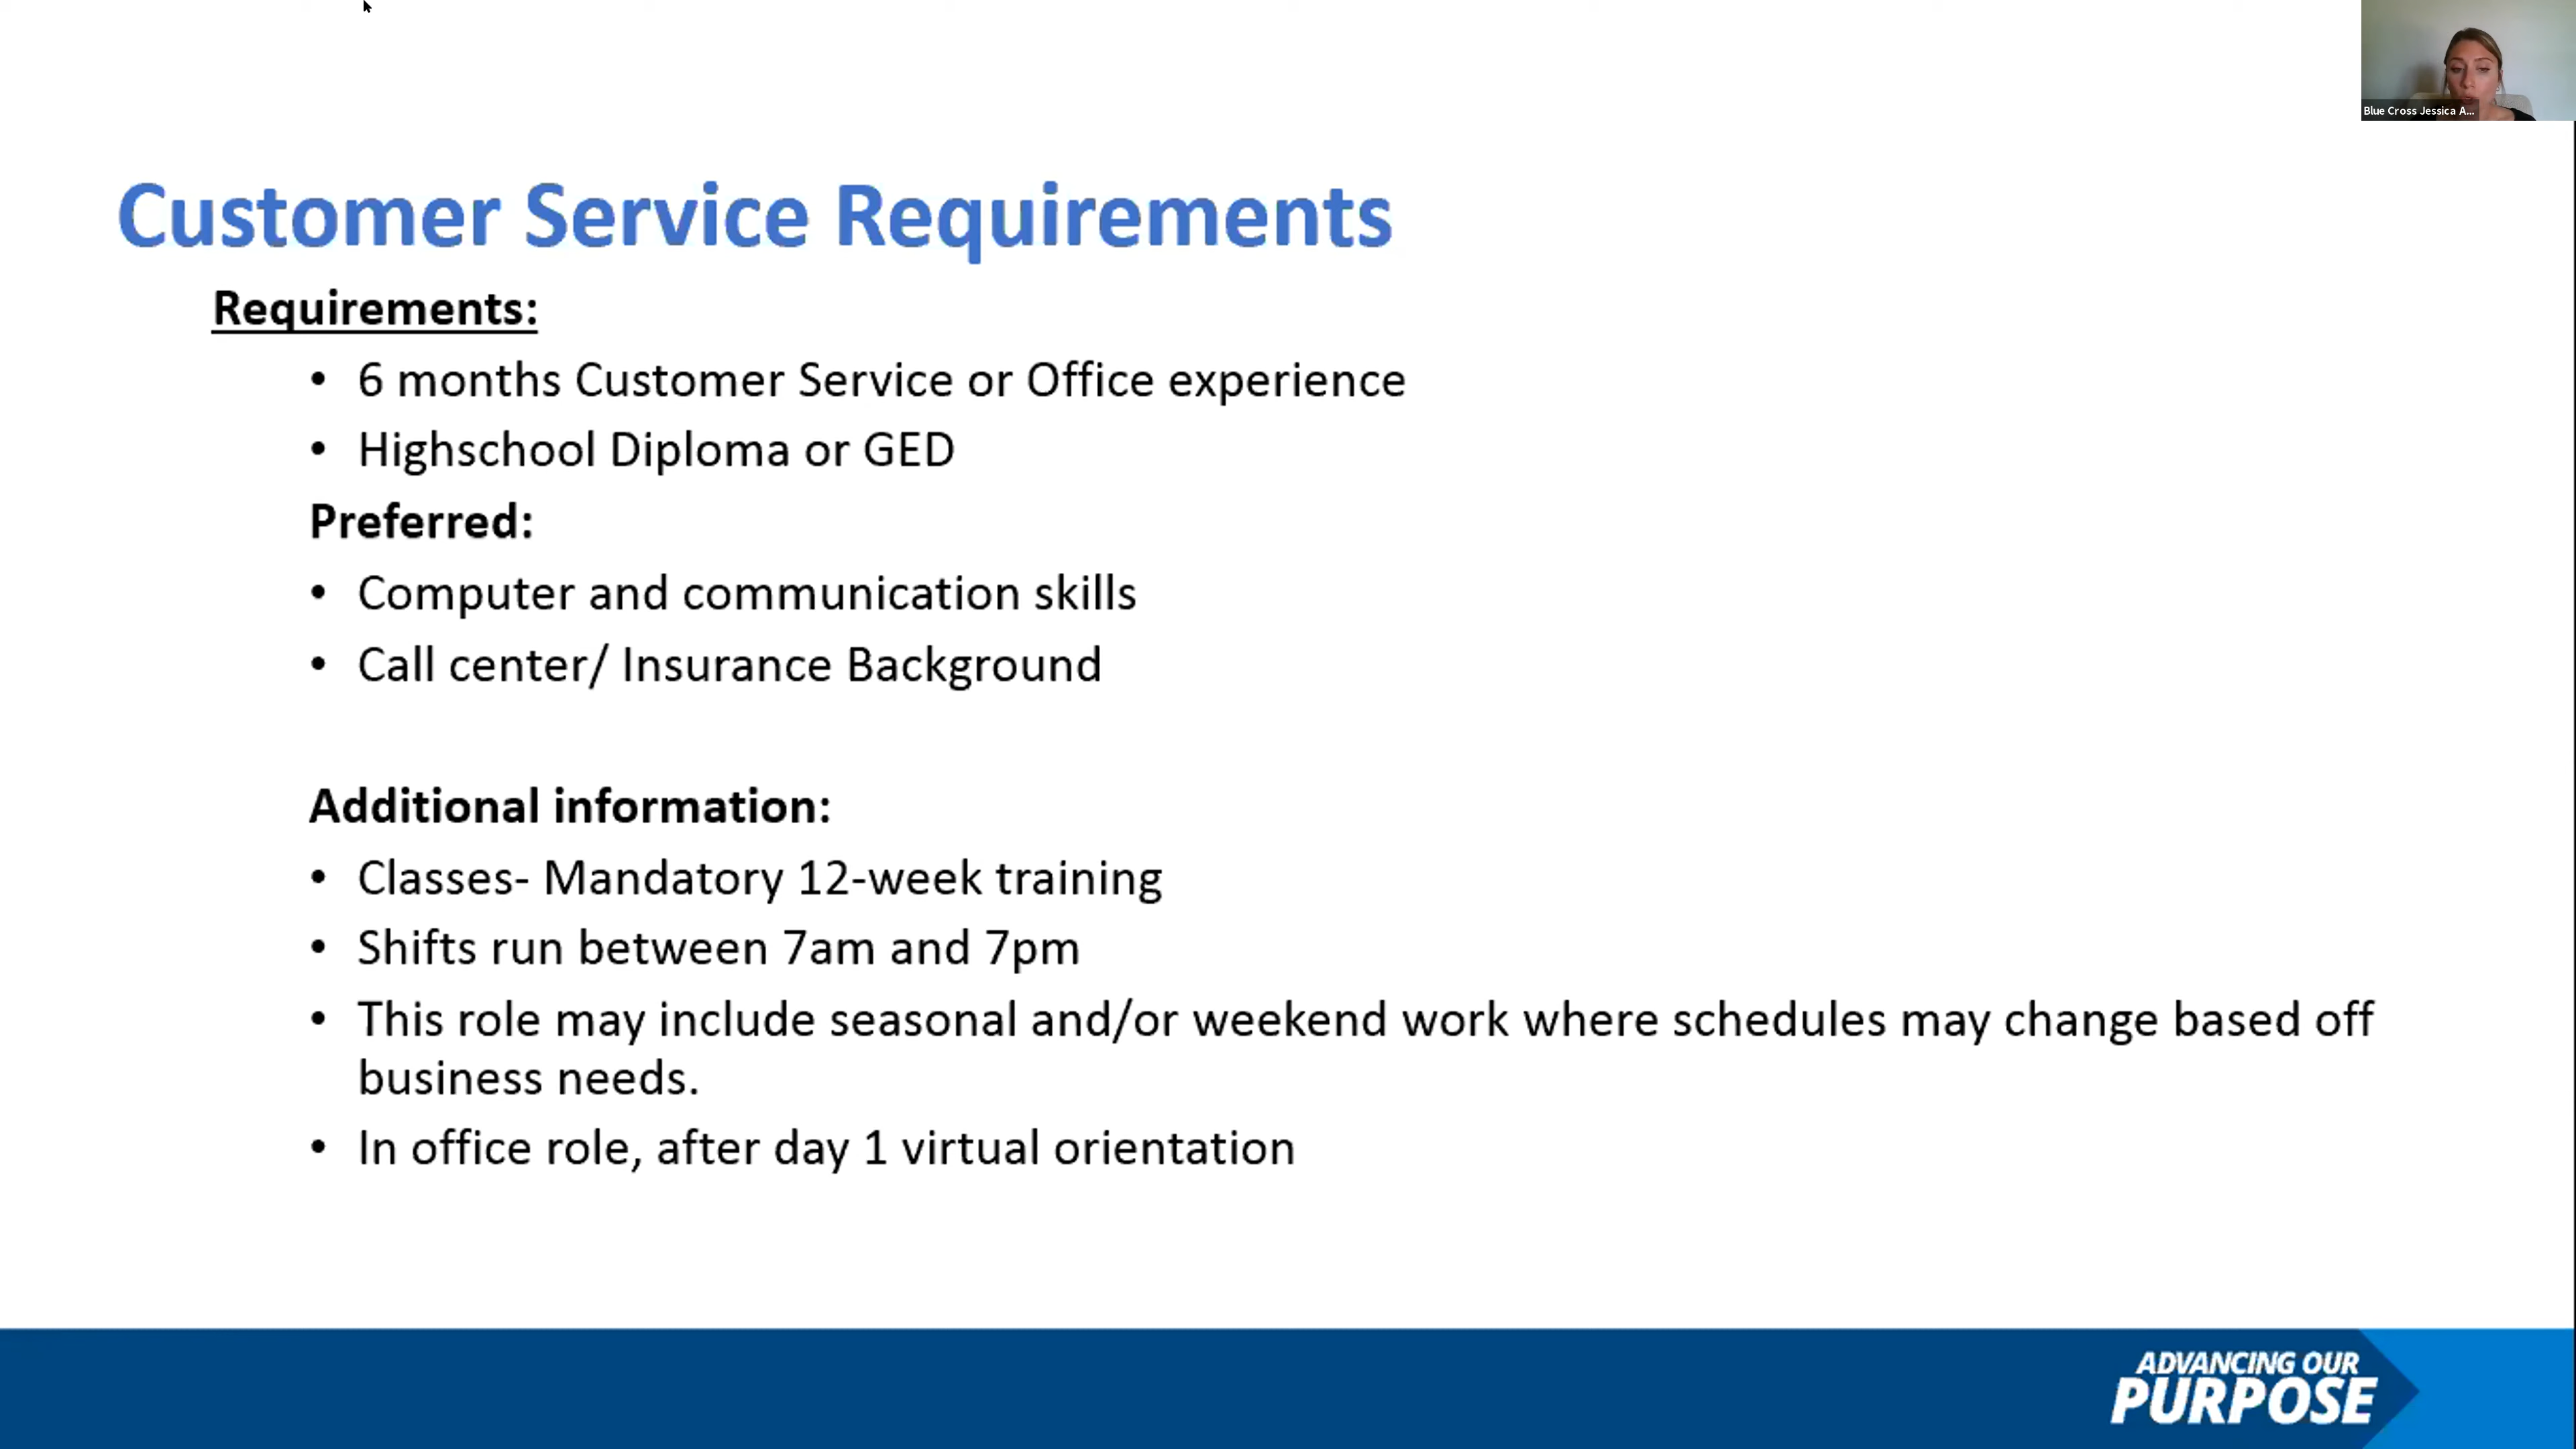 Blue Cross Jessica A...
Customer Service Requirements
Requirements:
• 6 months Customer Service or Office experience
• Highschool Diploma or GED
Preferred:
• Computer and communication skills
• Call center/ Insurance Background
Additional information:
• Classes- Mandatory 12-week training
• Shifts run between 7am and 7pm
• This role may include seasonal and/or weekend work where schedules may change based off
business needs.
• In office role, after day 1 virtual orientation
ADVANCING OUR
PURPOSE